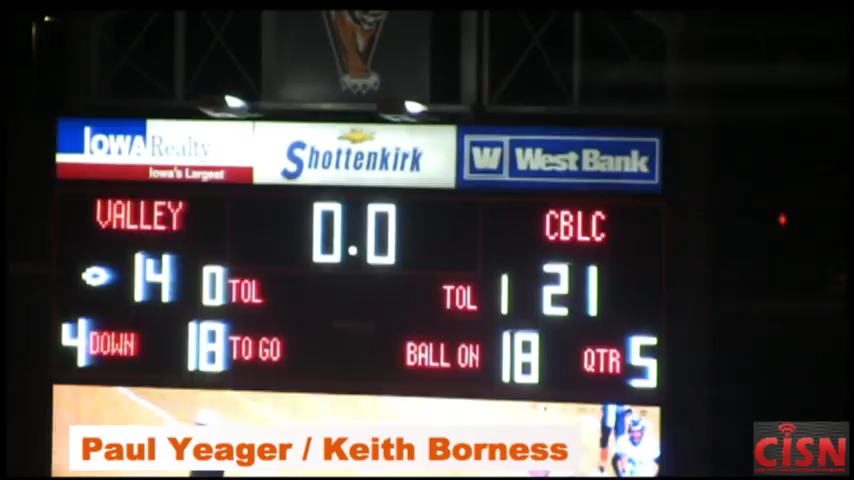 IOWA Realty
Iowa's Largest
Shottenkirk
W West Bank
VALLEY
0.0
CBLC
14
0 TOL
TOL 1
21
4 DOWN
18 TO GO
BALL ON 18
QTR 5
Paul Yeager / Keith Borness
CISN